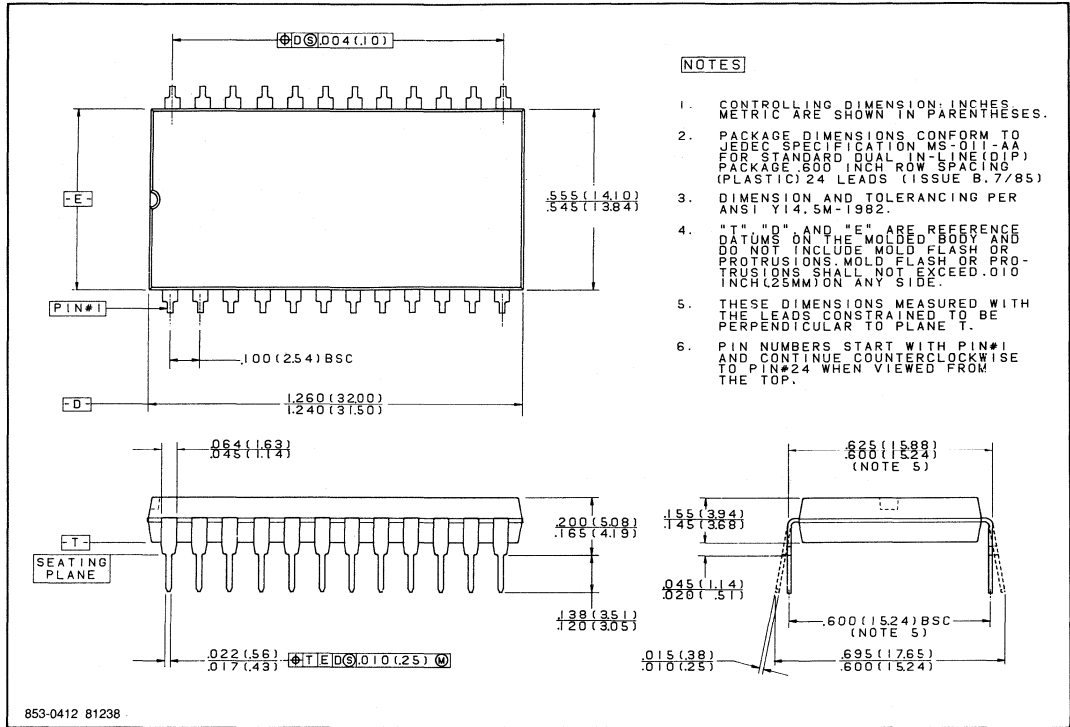 ⌖ D Ⓢ .004(.10)
NOTES
1. CONTROLLING DIMENSION: INCHES.
METRIC ARE SHOWN IN PARENTHESES.
2. PACKAGE DIMENSIONS CONFORM TO
JEDEC SPECIFICATION MS-011-AA
FOR STANDARD DUAL IN-LINE(DIP)
PACKAGE .600 INCH ROW SPACING
(PLASTIC) 24 LEADS (ISSUE B, 7/85)
3. DIMENSION AND TOLERANCING PER
ANSI Y14.5M-1982.
4. "T", "D", AND "E" ARE REFERENCE
DATUMS ON THE MOLDED BODY AND
DO NOT INCLUDE MOLD FLASH OR
PROTRUSIONS. MOLD FLASH OR PRO-
TRUSIONS SHALL NOT EXCEED .010
INCH(.25MM) ON ANY SIDE.
5. THESE DIMENSIONS MEASURED WITH
THE LEADS CONSTRAINED TO BE
PERPENDICULAR TO PLANE T.
6. PIN NUMBERS START WITH PIN#1
AND CONTINUE COUNTERCLOCKWISE
TO PIN#24 WHEN VIEWED FROM
THE TOP.
-E-
.555(14.10)
.545(13.84)
PIN#1
.100(2.54)BSC
-D-
1.260(32.00)
1.240(31.50)
.064(1.63)
.045(1.14)
.200(5.08)
.165(4.19)
-T-
SEATING
PLANE
.138(3.51)
.120(3.05)
.022(.56)
.017(.43)
⌖ T E D Ⓢ .010(.25) Ⓜ
.625(15.88)
.600(15.24)
(NOTE 5)
.155(3.94)
.145(3.68)
.045(1.14)
.020(.51)
.600(15.24)BSC
(NOTE 5)
.015(.38)
.010(.25)
.695(17.65)
.600(15.24)
853-0412 81238